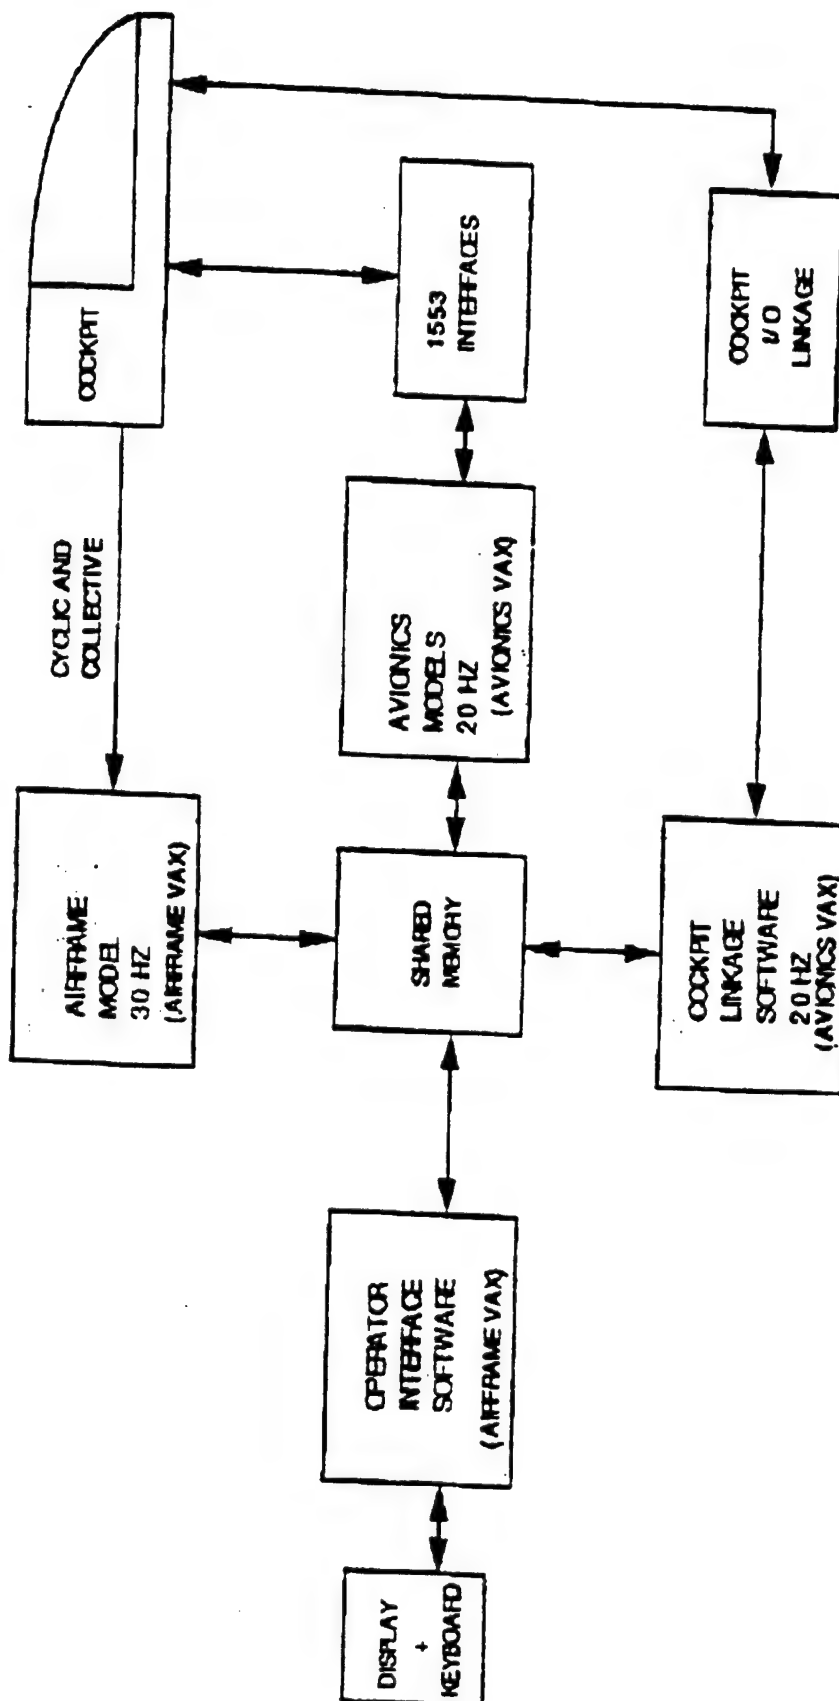 COCKPIT
CYCLIC AND
COLLECTIVE
1553
INTERFACES
COCKPIT
I/O
LINKAGE
AIRFRAME
MODEL
30 HZ
(AIRFRAME VAX)
AVIONICS
MODELS
20 HZ
(AVIONICS VAX)
SHARED
MEMORY
COCKPIT
LINKAGE
SOFTWARE
20 HZ
(AVIONICS VAX)
OPERATOR
INTERFACE
SOFTWARE
(AIRFRAME VAX)
DISPLAY
+
KEYBOARD